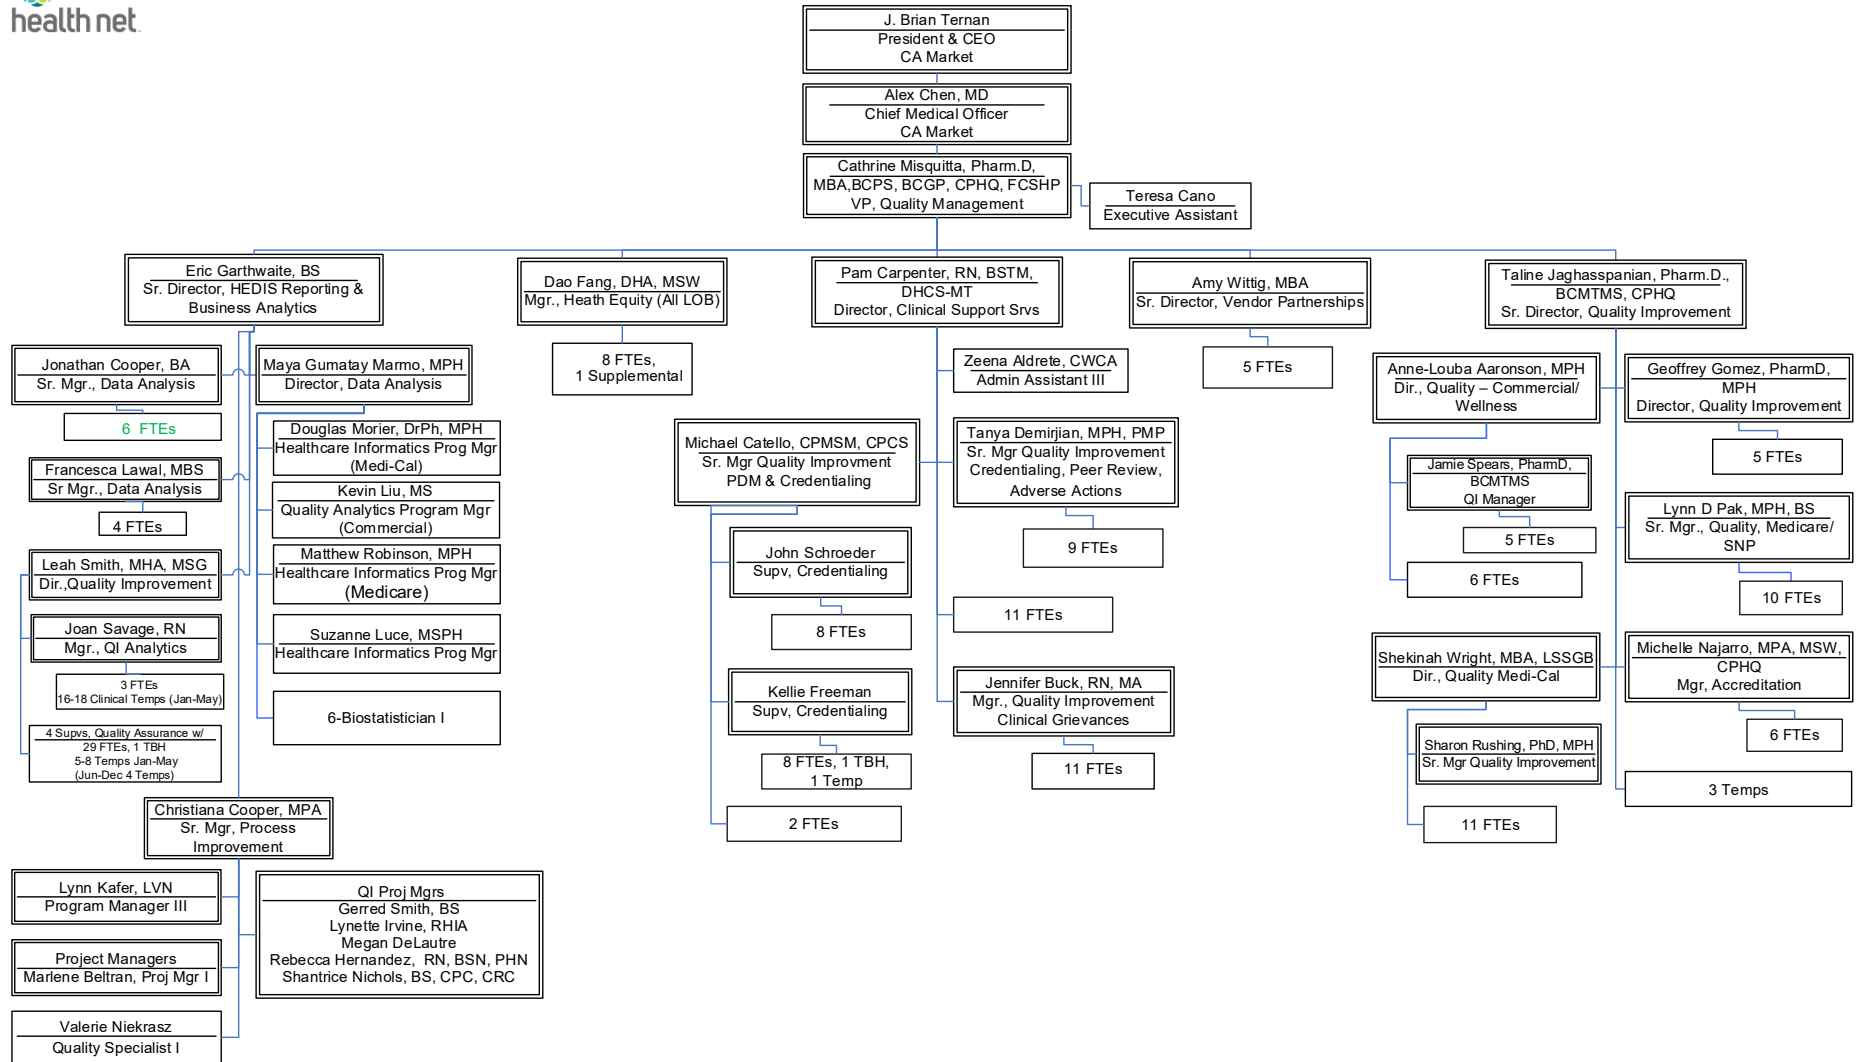 health net
J. Brian Ternan
President & CEO
CA Market
Alex Chen, MD
Chief Medical Officer
CA Market
Cathrine Misquitta, Pharm.D,
MBA,BCPS, BCGP, CPHQ, FCSHP
VP, Quality Management
Teresa Cano
Executive Assistant
Eric Garthwaite, BS
Sr. Director, HEDIS Reporting &
Business Analytics
Jonathan Cooper, BA
Sr. Mgr., Data Analysis
6 FTEs
Francesca Lawal, MBS
Sr Mgr., Data Analysis
4 FTEs
Leah Smith, MHA, MSG
Dir.,Quality Improvement
Joan Savage, RN
Mgr., QI Analytics
3 FTEs
16-18 Clinical Temps (Jan-May)
4 Supvs, Quality Assurance w/
29 FTEs, 1 TBH
5-8 Temps Jan-May
(Jun-Dec 4 Temps)
Maya Gumatay Marmo, MPH
Director, Data Analysis
Douglas Morier, DrPh, MPH
Healthcare Informatics Prog Mgr
(Medi-Cal)
Kevin Liu, MS
Quality Analytics Program Mgr
(Commercial)
Matthew Robinson, MPH
Healthcare Informatics Prog Mgr
(Medicare)
Suzanne Luce, MSPH
Healthcare Informatics Prog Mgr
6-Biostatistician I
Christiana Cooper, MPA
Sr. Mgr, Process
Improvement
Lynn Kafer, LVN
Program Manager III
Project Managers
Marlene Beltran, Proj Mgr I
Valerie Niekrasz
Quality Specialist I
QI Proj Mgrs
Gerred Smith, BS
Lynette Irvine, RHIA
Megan DeLautre
Rebecca Hernandez, RN, BSN, PHN
Shantrice Nichols, BS, CPC, CRC
Dao Fang, DHA, MSW
Mgr., Heath Equity (All LOB)
8 FTEs,
1 Supplemental
Pam Carpenter, RN, BSTM,
DHCS-MT
Director, Clinical Support Srvs
Zeena Aldrete, CWCA
Admin Assistant III
Michael Catello, CPMSM, CPCS
Sr. Mgr Quality Improvment
PDM & Credentialing
John Schroeder
Supv, Credentialing
8 FTEs
Kellie Freeman
Supv, Credentialing
8 FTEs, 1 TBH,
1 Temp
2 FTEs
Tanya Demirjian, MPH, PMP
Sr. Mgr Quality Improvement
Credentialing, Peer Review,
Adverse Actions
9 FTEs
11 FTEs
Jennifer Buck, RN, MA
Mgr., Quality Improvement
Clinical Grievances
11 FTEs
Amy Wittig, MBA
Sr. Director, Vendor Partnerships
5 FTEs
Taline Jaghasspanian, Pharm.D.,
BCMTMS, CPHQ
Sr. Director, Quality Improvement
Anne-Louba Aaronson, MPH
Dir., Quality – Commercial/
Wellness
Jamie Spears, PharmD,
BCMTMS
QI Manager
5 FTEs
6 FTEs
Shekinah Wright, MBA, LSSGB
Dir., Quality Medi-Cal
Sharon Rushing, PhD, MPH
Sr. Mgr Quality Improvement
11 FTEs
Geoffrey Gomez, PharmD,
MPH
Director, Quality Improvement
5 FTEs
Lynn D Pak, MPH, BS
Sr. Mgr., Quality, Medicare/
SNP
10 FTEs
Michelle Najarro, MPA, MSW,
CPHQ
Mgr, Accreditation
6 FTEs
3 Temps